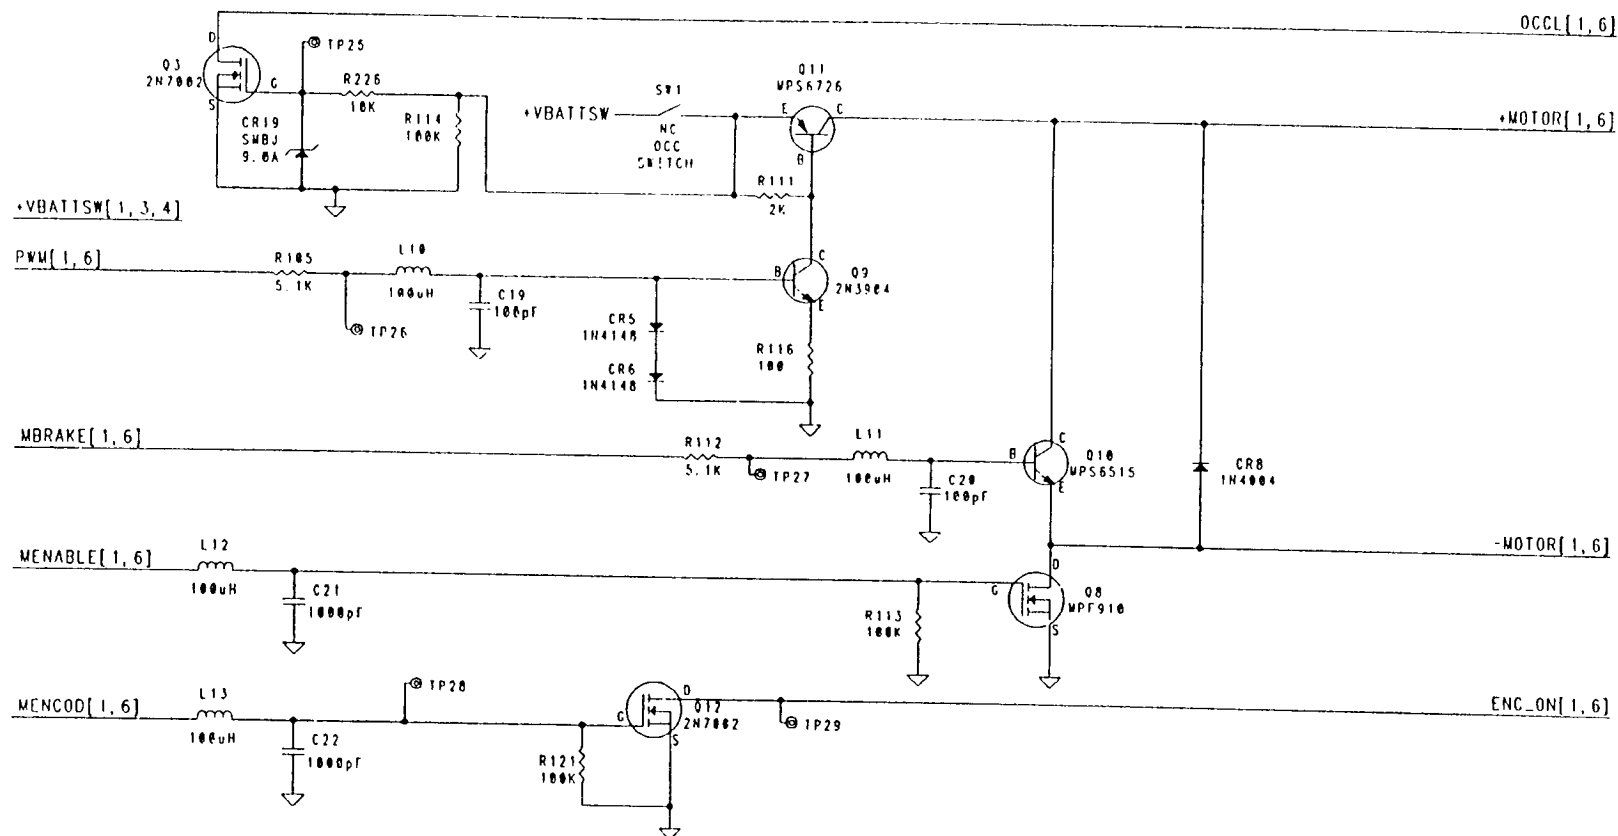 OCCL[1,6]
D
TP25
Q3
2N7002
G
S
R226
10K
CR19
SMBJ
9.0A
R114
100K
+VBATTSW
SW1
NC
OCC
SWITCH
Q11
MPS6726
E
C
B
+MOTOR[1,6]
R111
2K
+VBATTSW[1,3,4]
PWM[1,6]
R105
5.1K
L10
100uH
TP26
C19
100pF
B
C
Q9
2N3904
E
CR5
1N4148
CR6
1N4148
R116
100
MBRAKE[1,6]
R112
5.1K
L11
100uH
TP27
C20
100pF
B
C
Q10
MPS6515
E
CR8
1N4004
MENABLE[1,6]
L12
100uH
C21
1000pF
-MOTOR[1,6]
R113
100K
D
G
Q8
MPF910
S
MENCOD[1,6]
L13
100uH
C22
1000pF
TP28
D
G
Q12
2N7002
S
R121
100K
TP29
ENC_ON[1,6]